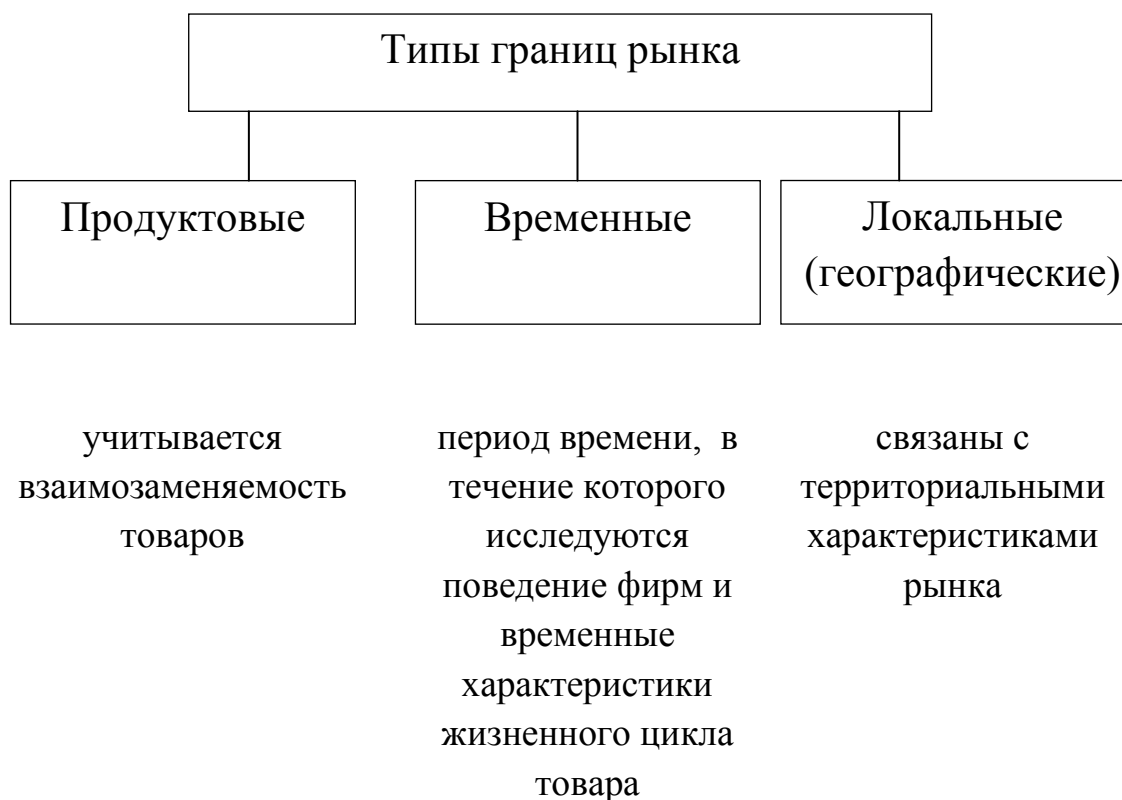 Типы границ рынка
Продуктовые
Временные
Локальные
(географические)
учитывается
взаимозаменяемость
товаров
период времени, в
течение которого
исследуются
поведение фирм и
временные
характеристики
жизненного цикла
товара
связаны с
территориальными
характеристиками
рынка